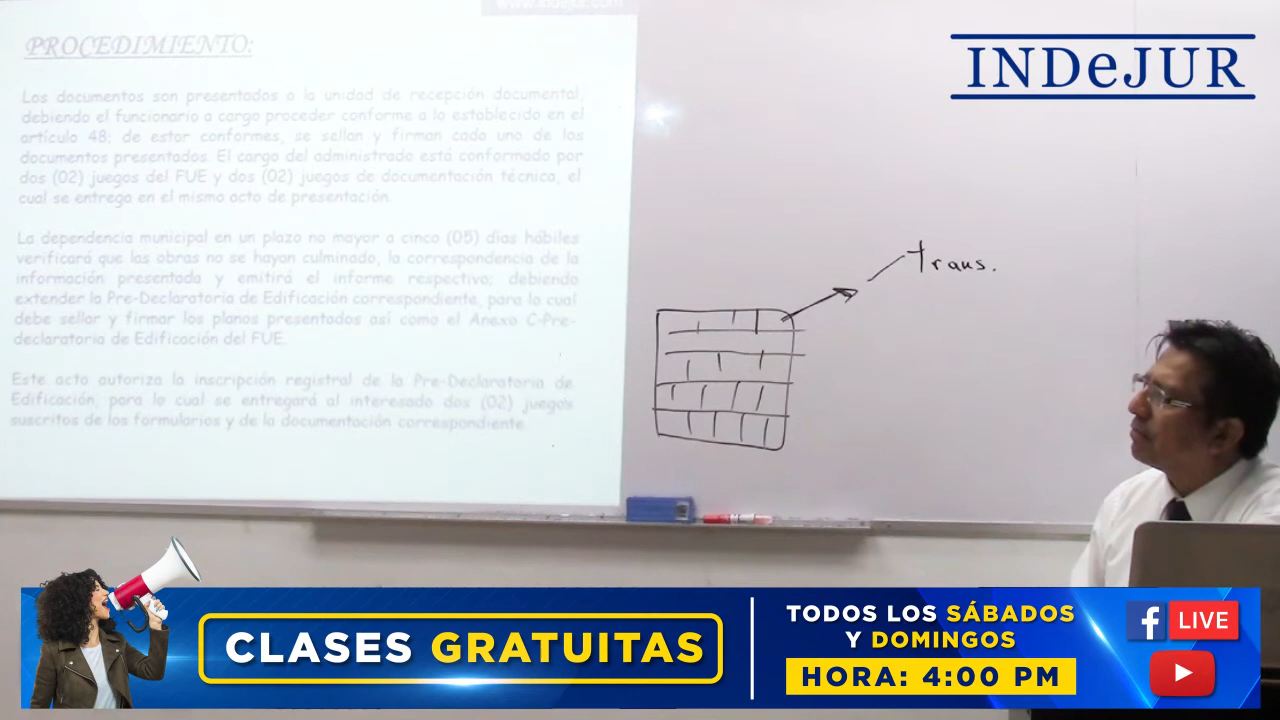 www.indejur.com
PROCEDIMIENTO:
Los documentos son presentados a la unidad de recepción documental,
debiendo el funcionario a cargo proceder conforme a lo establecido en el
artículo 48; de estar conformes, se sellan y firman cada uno de los
documentos presentados. El cargo del administrado está conformado por
dos (02) juegos del FUE y dos (02) juegos de documentación técnica, el
cual se entrega en el mismo acto de presentación.
La dependencia municipal en un plazo no mayor a cinco (05) días hábiles
verificará que las obras no se hayan culminado, la correspondencia de la
información presentada y emitirá el informe respectivo; debiendo
extender la Pre-Declaratoria de Edificación correspondiente, para lo cual
debe sellar y firmar los planos presentados así como el Anexo C-Pre-
declaratoria de Edificación del FUE.
Este acto autoriza la inscripción registral de la Pre-Declaratoria de
Edificación, para lo cual se entregará al interesado dos (02) juegos
suscritos de los formularios y de la documentación correspondiente.
INDeJUR
trans.
CLASES GRATUITAS
TODOS LOS SÁBADOS
Y DOMINGOS
HORA: 4:00 PM
f LIVE